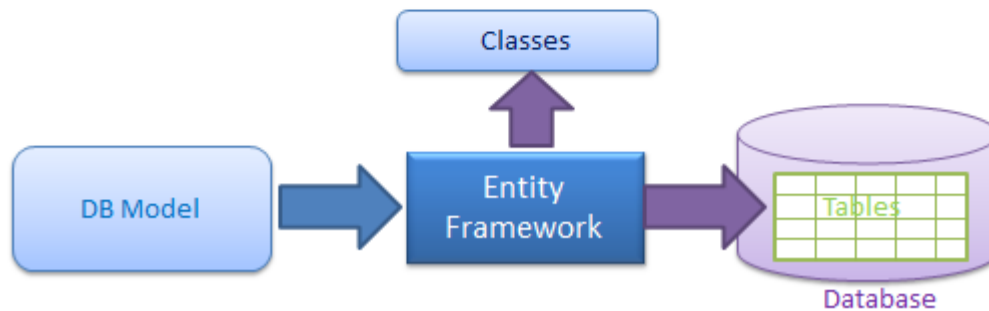 Classes
DB Model
Entity
Framework
Tables
Database